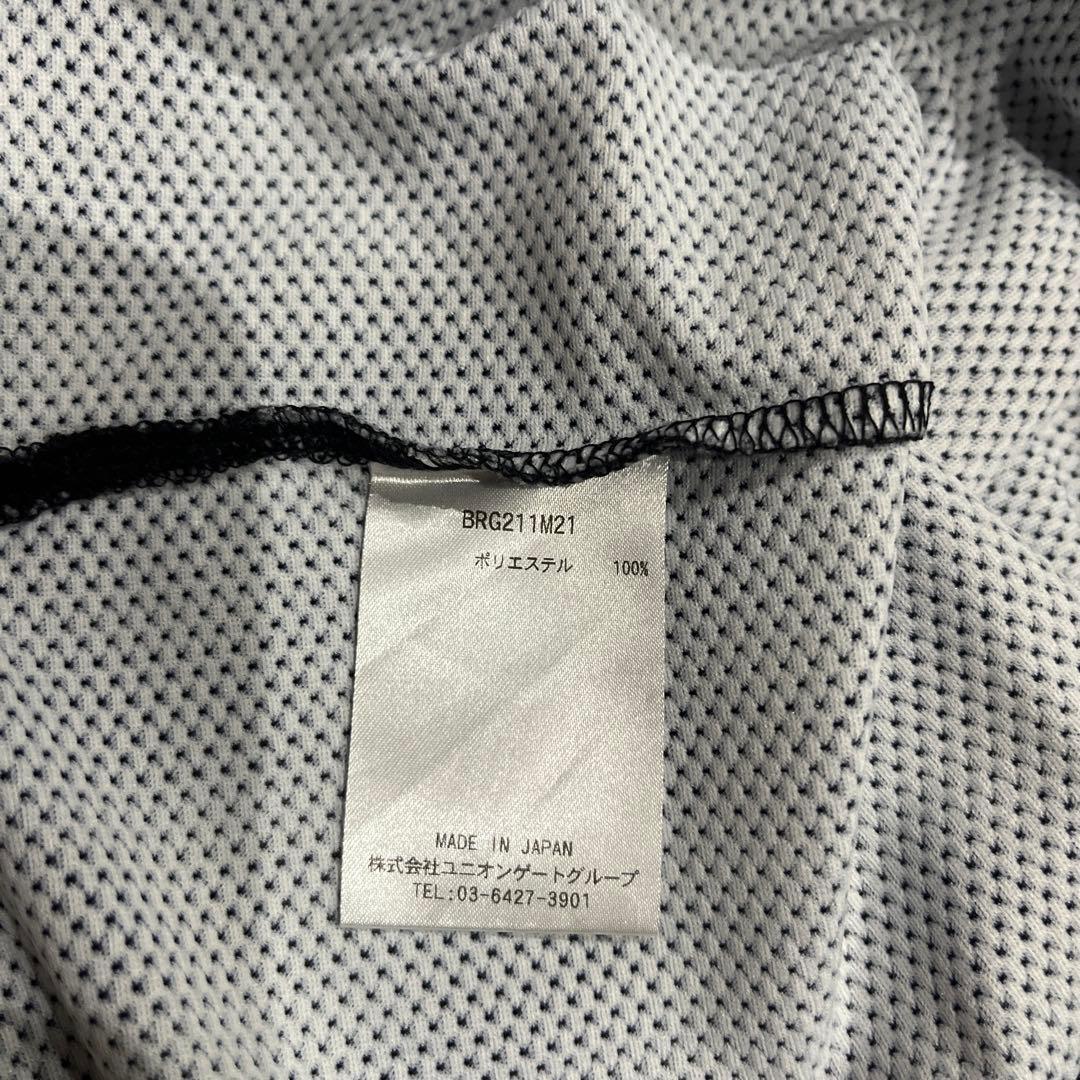 BRG211M21
ポリエステル 100%
MADE IN JAPAN
株式会社ユニオンゲートグループ
TEL:03-6427-3901